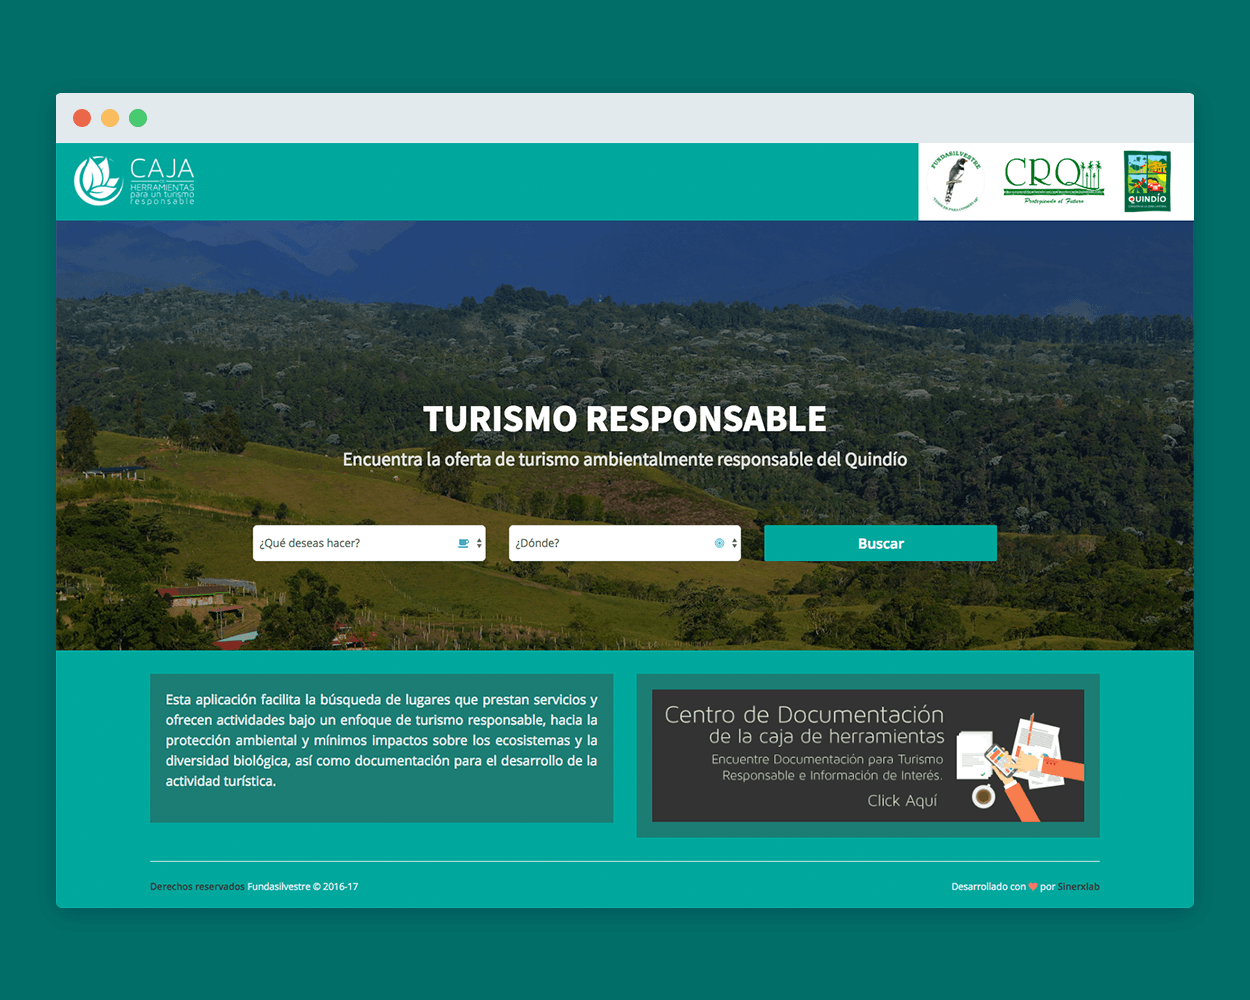 CAJA
DE
HERRAMIENTAS
para un turismo
responsable
FUNDASILVESTRE
CRQ
Protegiendo el Futuro
QUINDÍO
TURISMO RESPONSABLE
Encuentra la oferta de turismo ambientalmente responsable del Quindío
¿Qué deseas hacer?
¿Dónde?
Buscar
Esta aplicación facilita la búsqueda de lugares que prestan servicios y
ofrecen actividades bajo un enfoque de turismo responsable, hacia la
protección ambiental y mínimos impactos sobre los ecosistemas y la
diversidad biológica, así como documentación para el desarrollo de la
actividad turística.
Centro de Documentación
de la caja de herramientas
Encuentre Documentación para Turismo
Responsable e Información de Interés.
Click Aquí
Derechos reservados Fundasilvestre © 2016-17
Desarrollado con ❤ por Sinerxlab